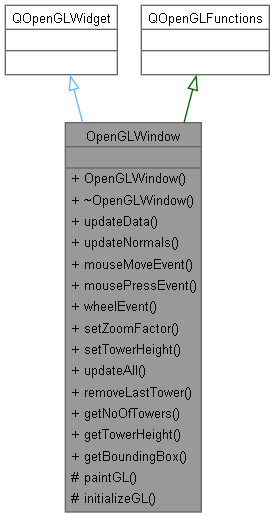 QOpenGLWidget
QOpenGLFunctions
OpenGLWindow
+ OpenGLWindow()
+ ~OpenGLWindow()
+ updateData()
+ updateNormals()
+ mouseMoveEvent()
+ mousePressEvent()
+ wheelEvent()
+ setZoomFactor()
+ setTowerHeight()
+ updateAll()
+ removeLastTower()
+ getNoOfTowers()
+ getTowerHeight()
+ getBoundingBox()
# paintGL()
# initializeGL()